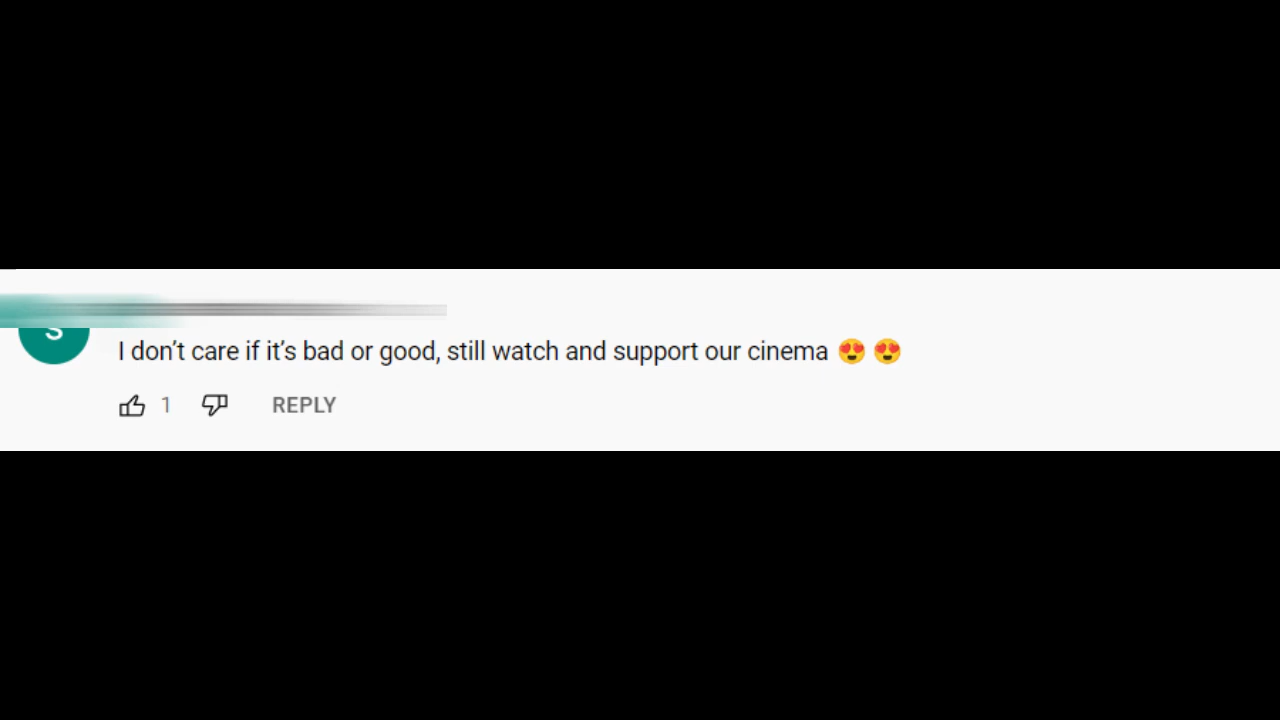 S
I don’t care if it’s bad or good, still watch and support our cinema 😍 😍
1 REPLY